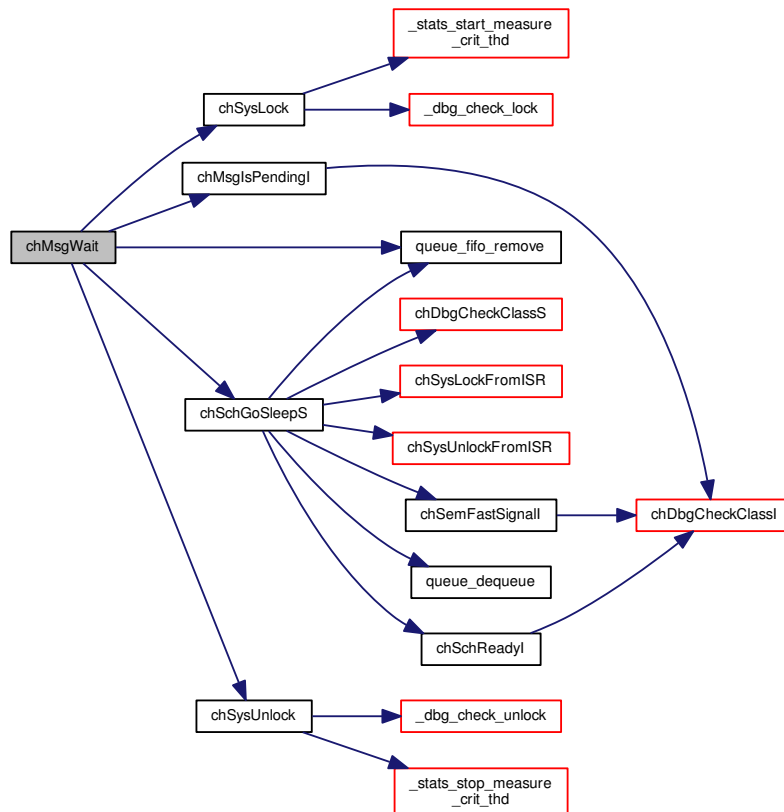 _stats_start_measure
_crit_thd
chSysLock
_dbg_check_lock
chMsgIsPendingI
chMsgWait
queue_fifo_remove
chDbgCheckClassS
chSysLockFromISR
chSchGoSleepS
chSysUnlockFromISR
chSemFastSignalI
chDbgCheckClassI
queue_dequeue
chSchReadyI
chSysUnlock
_dbg_check_unlock
_stats_stop_measure
_crit_thd